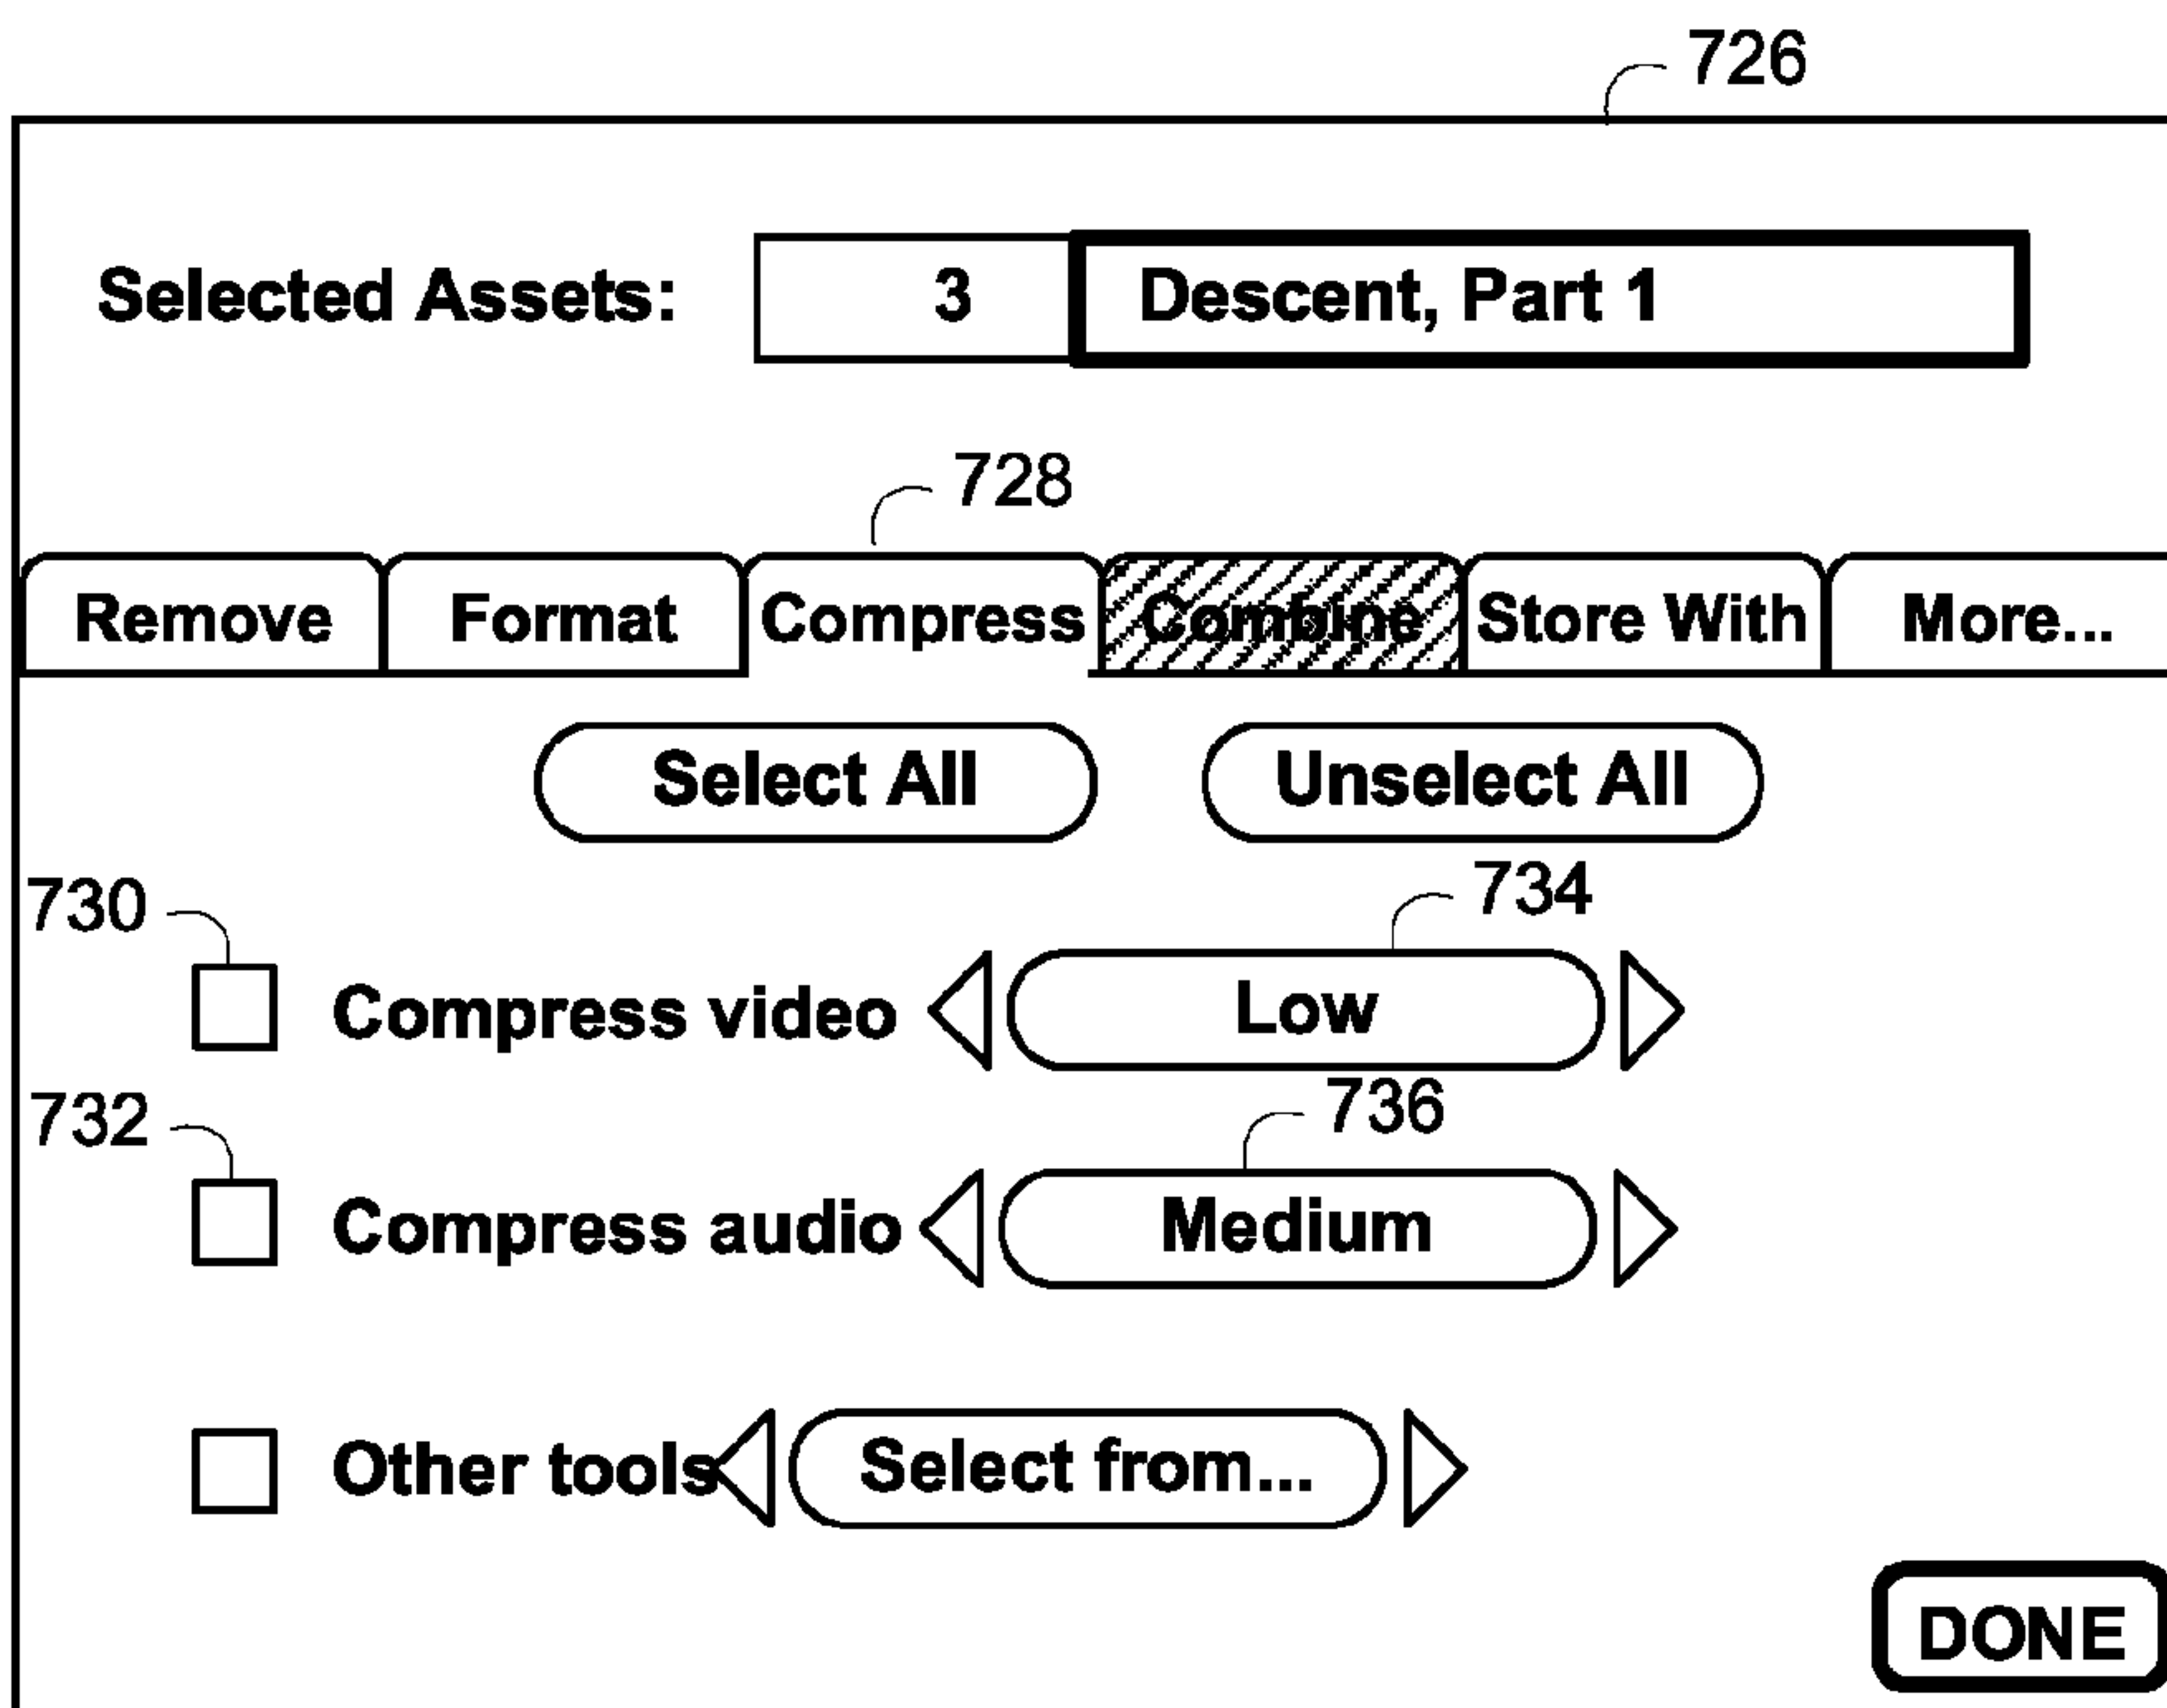 726
Selected Assets: 3 Descent, Part 1
728
Remove Format Compress Combine Store With More...
Select All Unselect All
730 734
Compress video Low
732 736
Compress audio Medium
Other tools Select from...
DONE